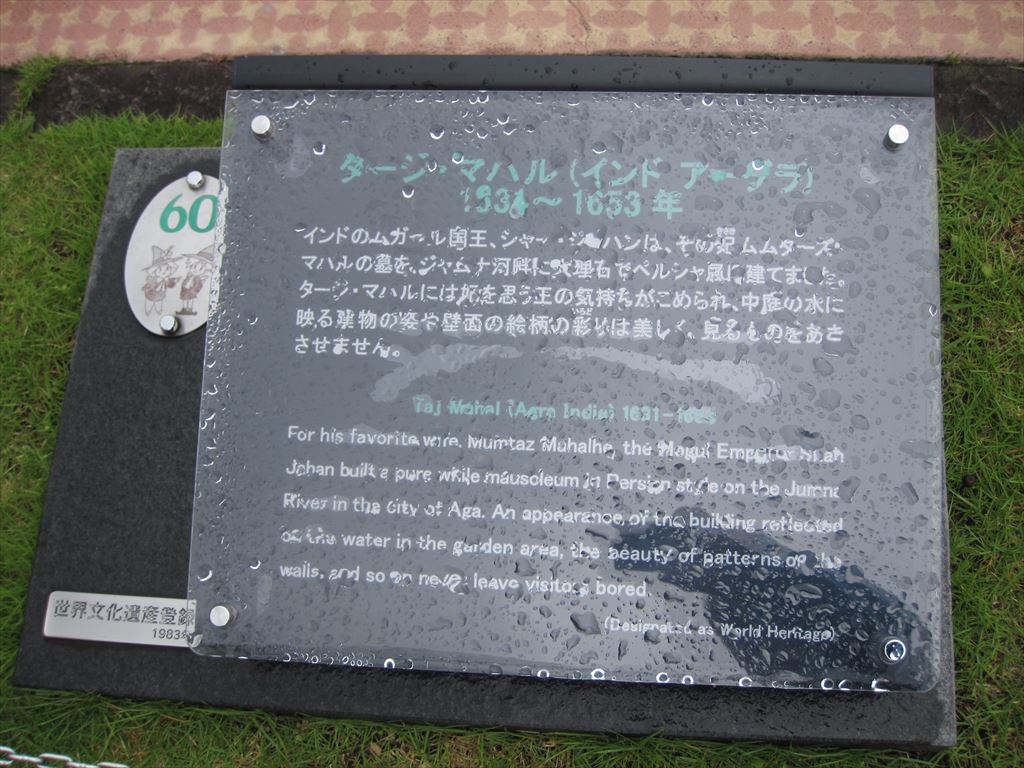 60
タージ・マハル (インド アーグラ)
～1653年
インドのムガール国王、シャー・ジャハンは、その妃 ムムターズ・
マハルの墓を、ジャムナ河畔に大理石でペルシャ風に建てました。
タージ・マハルには妃を思う王の気持ちがこめられ、中庭の水に
映る建物の姿や壁面の絵柄の彩りは美しく、見るものをあき
させません。
Taj Mahal (Agra India) 1631-1653
For his favorite wife, Mumtaz Muhalhe, the Mogul Emperor Shah
Jahan built a pure while mausoleum in Persian style on the Jumna
River in the city of Aga. An appearance of the building reflected
on the water in the garden area, the beauty of patterns on the
walls, and so on never leave visitors bored.
(Designated as World Heritage)
世界文化遺産登録
1983年